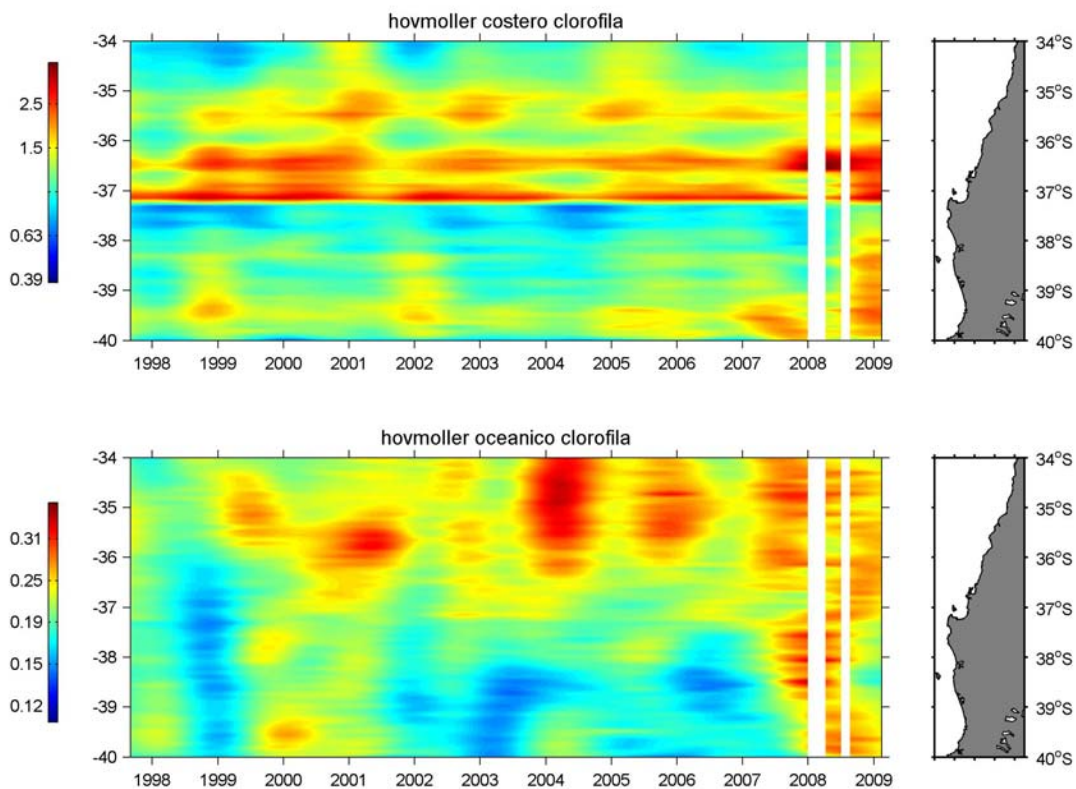 hovmoller costero clorofila
2.5
1.5
0.63
0.39
-34
-35
-36
-37
-38
-39
-40
1998 1999 2000 2001 2002 2003 2004 2005 2006 2007 2008 2009
34°S
35°S
36°S
37°S
38°S
39°S
40°S
hovmoller oceanico clorofila
0.31
0.25
0.19
0.15
0.12
-34
-35
-36
-37
-38
-39
-40
1998 1999 2000 2001 2002 2003 2004 2005 2006 2007 2008 2009
34°S
35°S
36°S
37°S
38°S
39°S
40°S